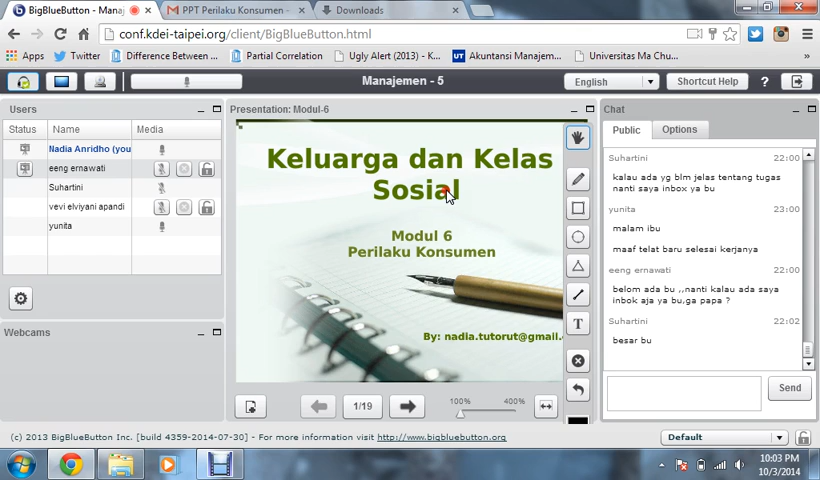 BigBlueButton - Manaj
PPT Perilaku Konsumen -
Downloads
conf.kdei-taipei.org/client/BigBlueButton.html
Apps
Twitter
Difference Between ...
Partial Correlation
Ugly Alert (2013) - K...
UT
Akuntansi Manajem...
Universitas Ma Chu...
Manajemen - 5
English
Shortcut Help
?
Users
Status Name Media
Nadia Anridho (you
eeng ernawati
Suhartini
vevi elviyani apandi
yunita
Webcams
Presentation: Modul-6
Keluarga dan Kelas
Sosial
Modul 6
Perilaku Konsumen
By: nadia.tutorut@gmail.
T
1/19
100% 400%
Chat
Public Options
Suhartini 22:00
kalau ada yg blm jelas tentang tugas
nanti saya inbox ya bu
yunita 23:00
malam ibu
maaf telat baru selesai kerjanya
eeng ernawati 22:00
belom ada bu ,,nanti kalau ada saya
inbok aja ya bu,ga papa ?
Suhartini 22:02
besar bu
Send
(c) 2013 BigBlueButton Inc. [build 4359-2014-07-30] - For more information visit http://www.bigbluebutton.org
Default
10:03 PM
10/3/2014